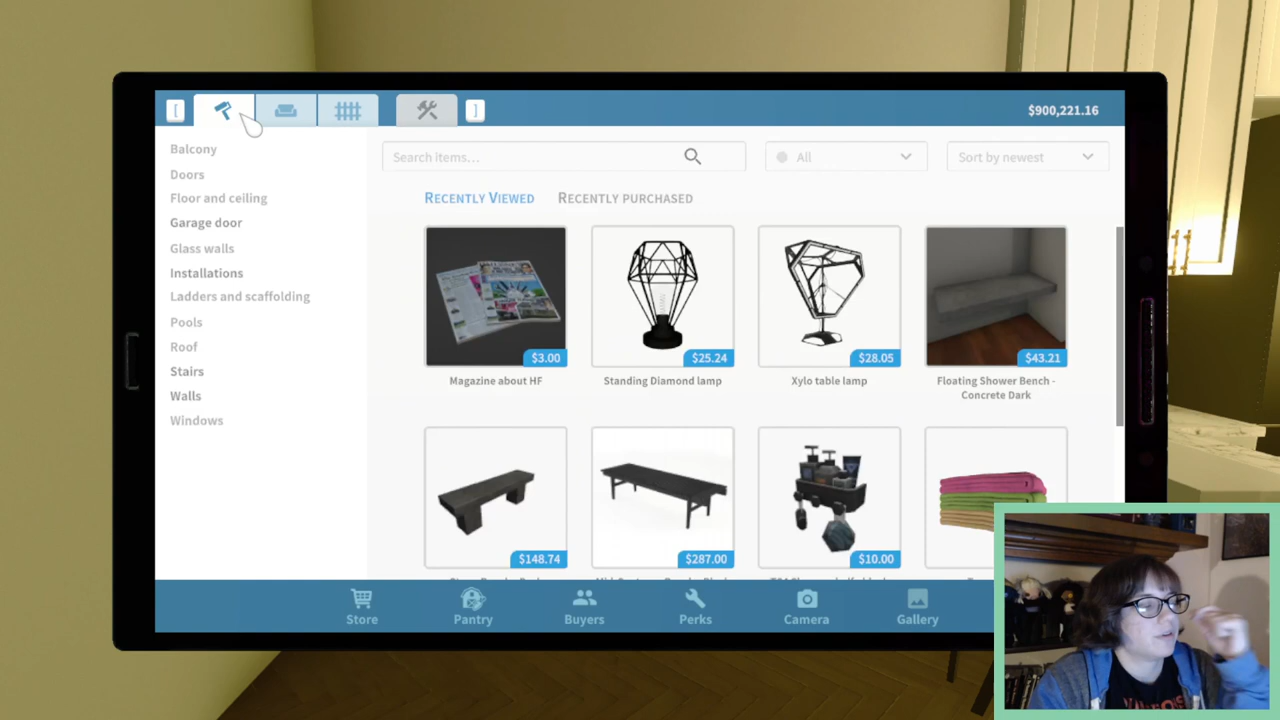 [
]
$900,221.16
Balcony
Doors
Floor and ceiling
Garage door
Glass walls
Installations
Ladders and scaffolding
Pools
Roof
Stairs
Walls
Windows
Search items...
All
Sort by newest
RECENTLY VIEWED
RECENTLY PURCHASED
$3.00
$25.24
$28.05
$43.21
Magazine about HF
Standing Diamond lamp
Xylo table lamp
Floating Shower Bench -
Concrete Dark
$148.74
$287.00
$10.00
Store
Pantry
Buyers
Perks
Camera
Gallery